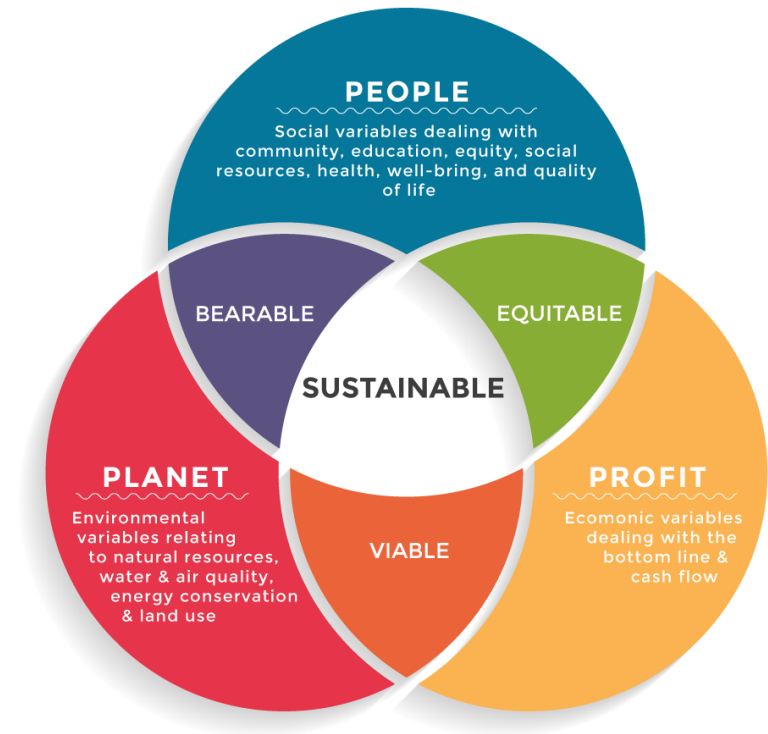 PEOPLE
Social variables dealing with
community, education, equity, social
resources, health, well-bring, and quality
of life
BEARABLE
EQUITABLE
SUSTAINABLE
PLANET
Environmental
variables relating
to natural resources,
water & air quality,
energy conservation
& land use
PROFIT
Ecomonic variables
dealing with the
bottom line &
cash flow
VIABLE